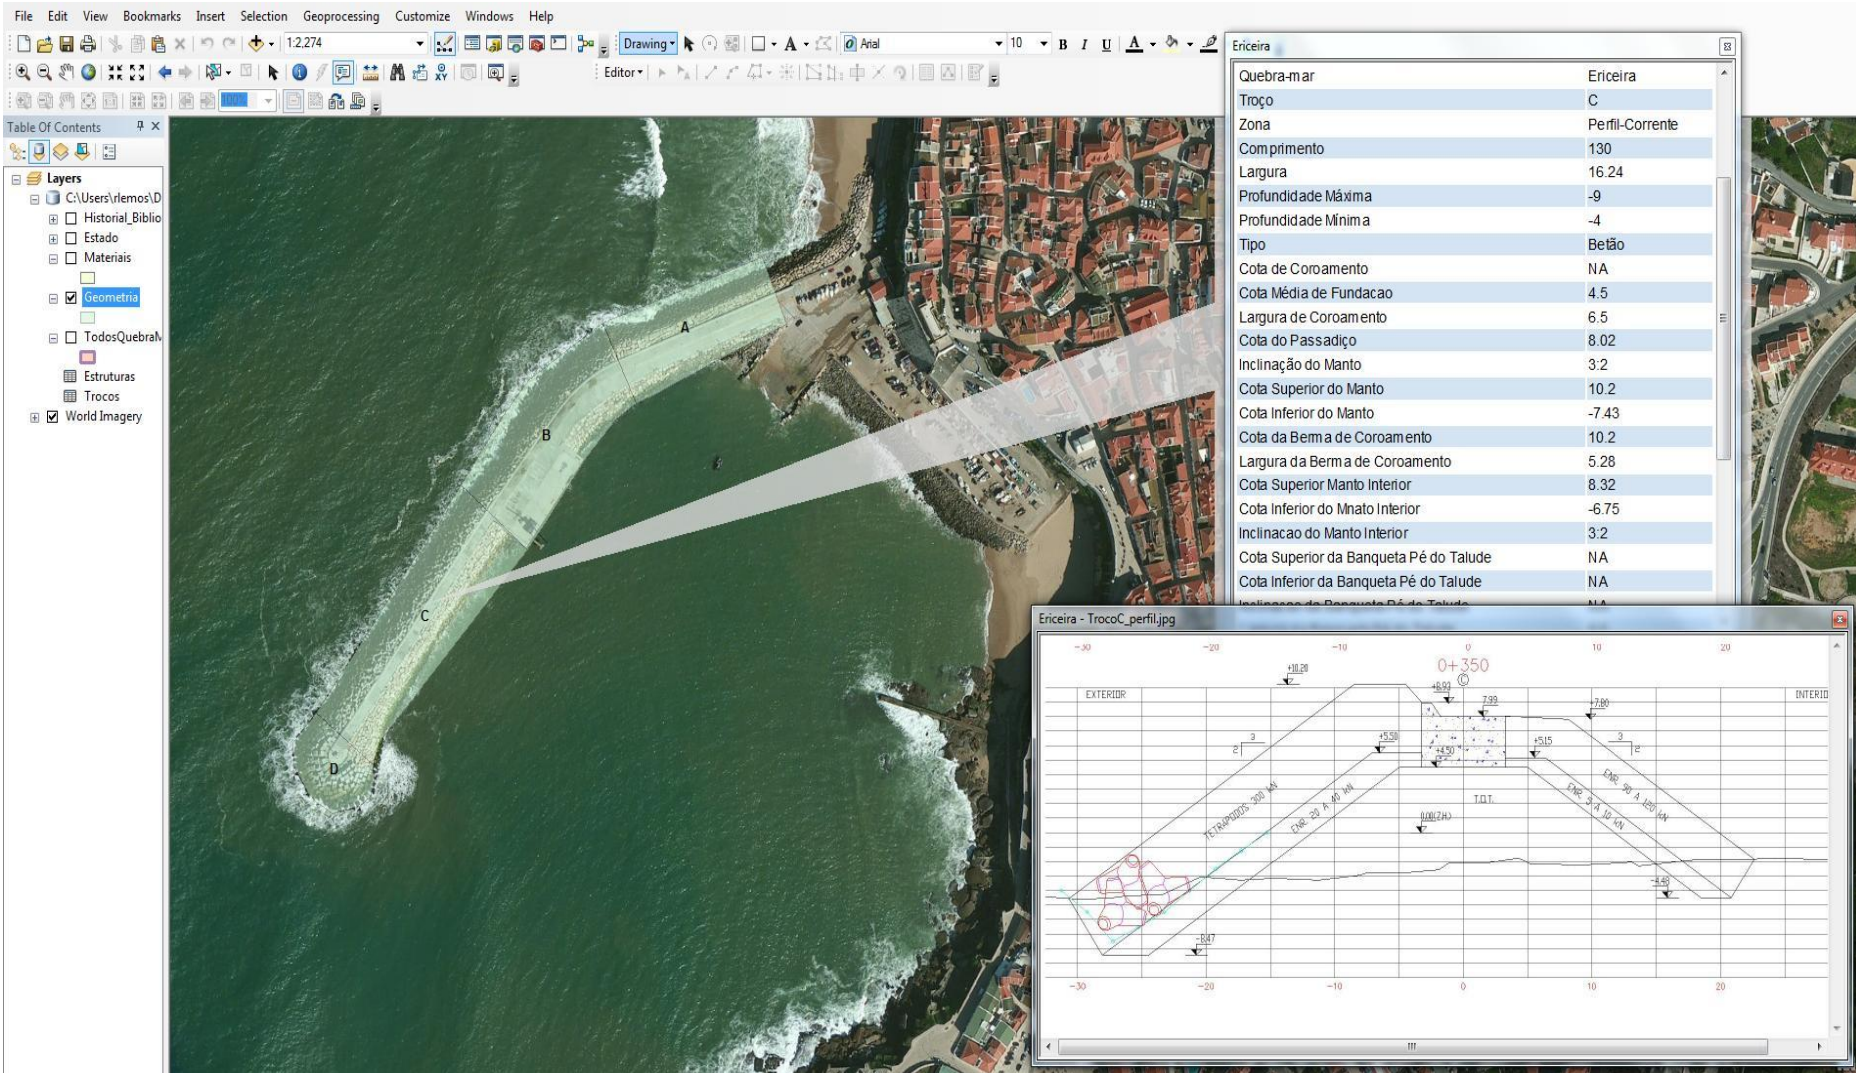 File Edit View Bookmarks Insert Selection Geoprocessing Customize Windows Help
1:2,274
Drawing
Arial
10
B I U A
Editor
100%
Table Of Contents
Layers
C:\Users\rlemos\D
Historial_Biblio
Estado
Materiais
Geometria
TodosQuebraM
Estruturas
Trocos
World Imagery
A
B
C
D
Ericeira
Quebra-mar Ericeira
Troço C
Zona Perfil-Corrente
Comprimento 130
Largura 16.24
Profundidade Máxima -9
Profundidade Mínima -4
Tipo Betão
Cota de Coroamento NA
Cota Média de Fundacao 4.5
Largura de Coroamento 6.5
Cota do Passadiço 8.02
Inclinação do Manto 3:2
Cota Superior do Manto 10.2
Cota Inferior do Manto -7.43
Cota da Berma de Coroamento 10.2
Largura da Berma de Coroamento 5.28
Cota Superior Manto Interior 8.32
Cota Inferior do Mnato Interior -6.75
Inclinacao do Manto Interior 3:2
Cota Superior da Banqueta Pé do Talude NA
Cota Inferior da Banqueta Pé do Talude NA
Inclinacao da Banqueta Pé do Talude NA
Ericeira - TrocoC_perfil.jpg
-30 -20 -10 0 10 20
0+350
©
+10.20
EXTERIOR
+8.93
7.99
+7.80
INTERIO
3
2
+5.50
+4.50
+5.15
3
2
TETRAPODOS 300 kN
ENR. 20 A 40 kN
T.O.T.
0.00(Z.H.)
ENR. 5 A 10 kN
ENR. 90 A 120 kN
-4.48
-8.47
-30 -20 -10 0 10 20